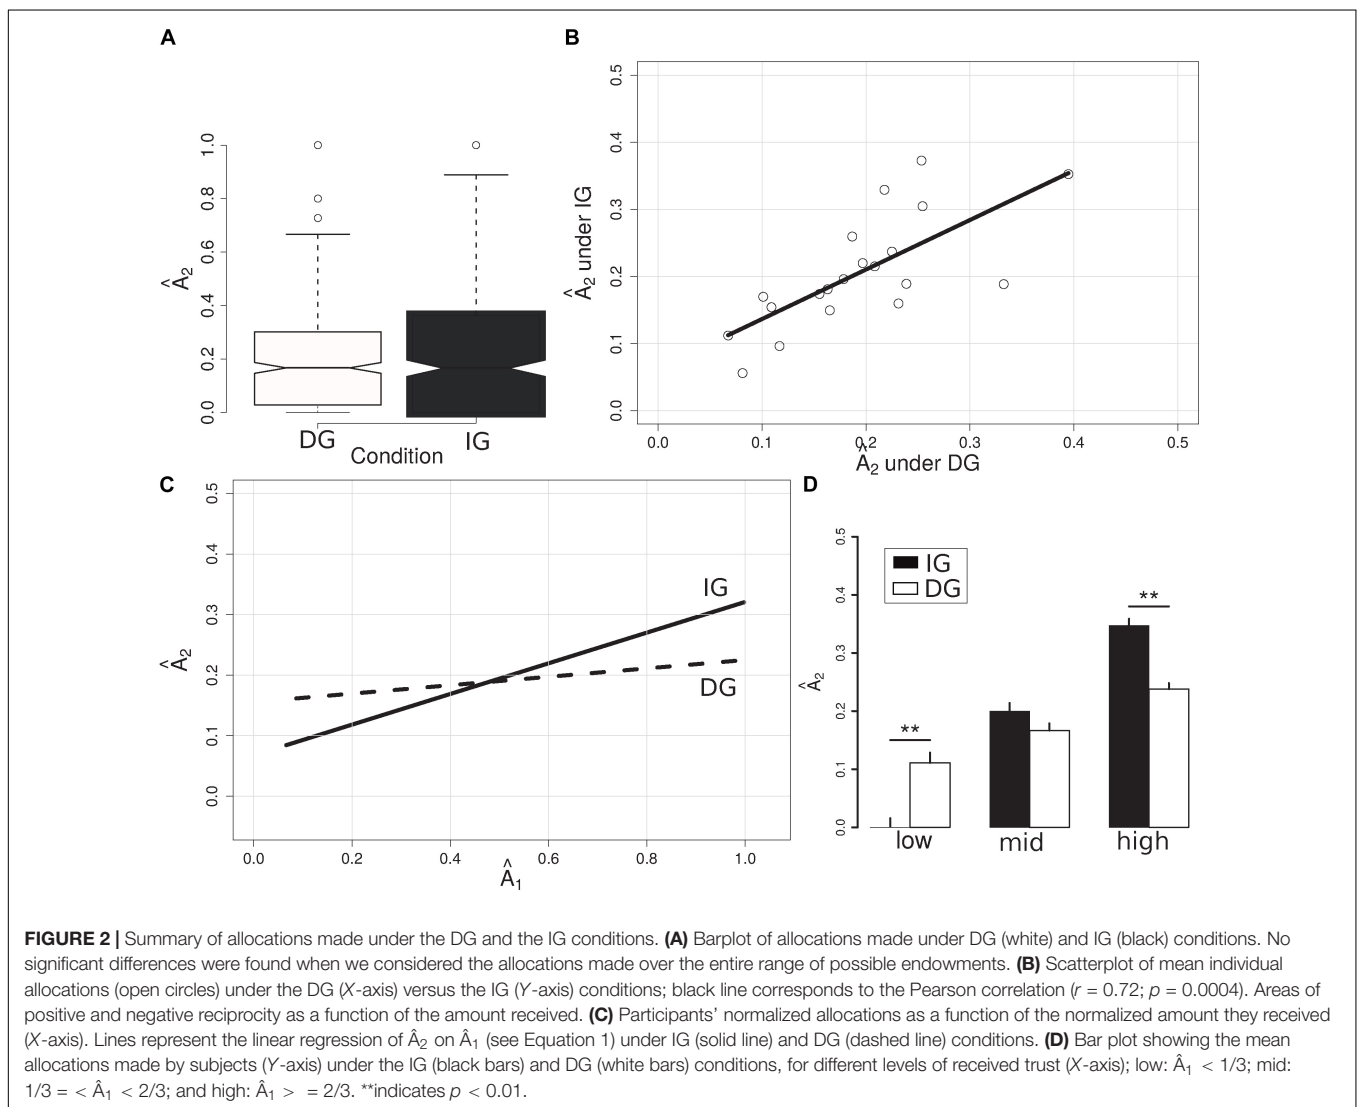 A
1.0
0.8
0.6
0.4
0.2
0.0
Â2
DG
IG
Condition
B
0.5
0.4
0.3
0.2
0.1
0.0
Â2 under IG
0.0 0.1 0.2 0.3 0.4 0.5
Â2 under DG
C
0.5
0.4
0.3
0.2
0.1
0.0
Â2
IG
DG
0.0 0.2 0.4 0.6 0.8 1.0
Â1
D
0.5
0.4
0.3
0.2
0.1
0.0
Â2
IG
DG
**
**
low mid high
FIGURE 2 | Summary of allocations made under the DG and the IG conditions. (A) Barplot of allocations made under DG (white) and IG (black) conditions. No
significant differences were found when we considered the allocations made over the entire range of possible endowments. (B) Scatterplot of mean individual
allocations (open circles) under the DG (X-axis) versus the IG (Y-axis) conditions; black line corresponds to the Pearson correlation (r = 0.72; p = 0.0004). Areas of
positive and negative reciprocity as a function of the amount received. (C) Participants' normalized allocations as a function of the normalized amount they received
(X-axis). Lines represent the linear regression of Â2 on Â1 (see Equation 1) under IG (solid line) and DG (dashed line) conditions. (D) Bar plot showing the mean
allocations made by subjects (Y-axis) under the IG (black bars) and DG (white bars) conditions, for different levels of received trust (X-axis); low: Â1 < 1/3; mid:
1/3 = < Â1 < 2/3; and high: Â1 > = 2/3. **indicates p < 0.01.